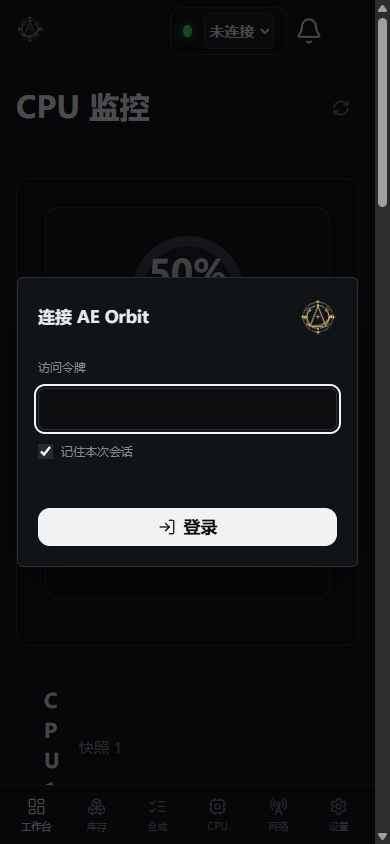 未连接
CPU 监控
50%
连接 AE Orbit
访问令牌
记住本次会话
登录
C
P
U
快照 1
工作台
库存
合成
CPU
网络
设置